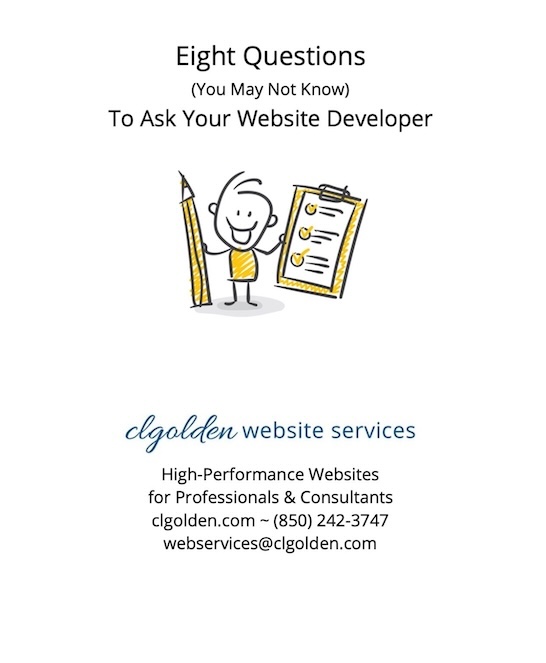 Eight Questions
(You May Not Know)
To Ask Your Website Developer
clgolden website services
High-Performance Websites
for Professionals & Consultants
clgolden.com ~ (850) 242-3747
webservices@clgolden.com